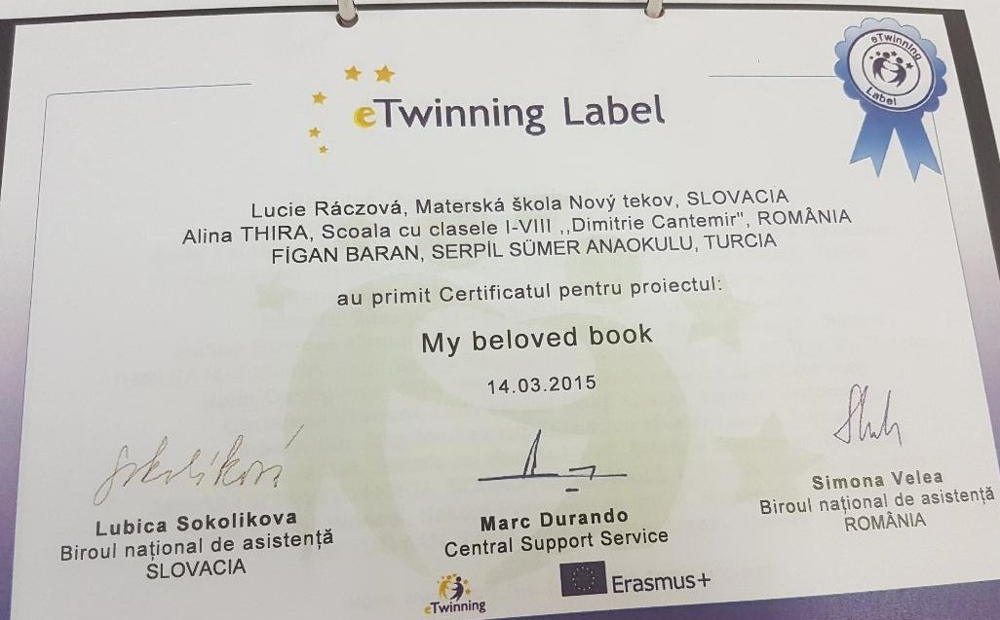 eTwinning
Label
eTwinning Label
Lucie Ráczová, Materská škola Nový tekov, SLOVACIA
Alina THIRA, Scoala cu clasele I-VIII ,,Dimitrie Cantemir", ROMÂNIA
FİGAN BARAN, SERPİL SÜMER ANAOKULU, TURCIA
au primit Certificatul pentru proiectul:
My beloved book
14.03.2015
Sokolíková
Lubica Sokolikova
Biroul național de asistență
SLOVACIA
Marc Durando
Central Support Service
Simona Velea
Biroul național de asistență
ROMÂNIA
eTwinning
Erasmus+